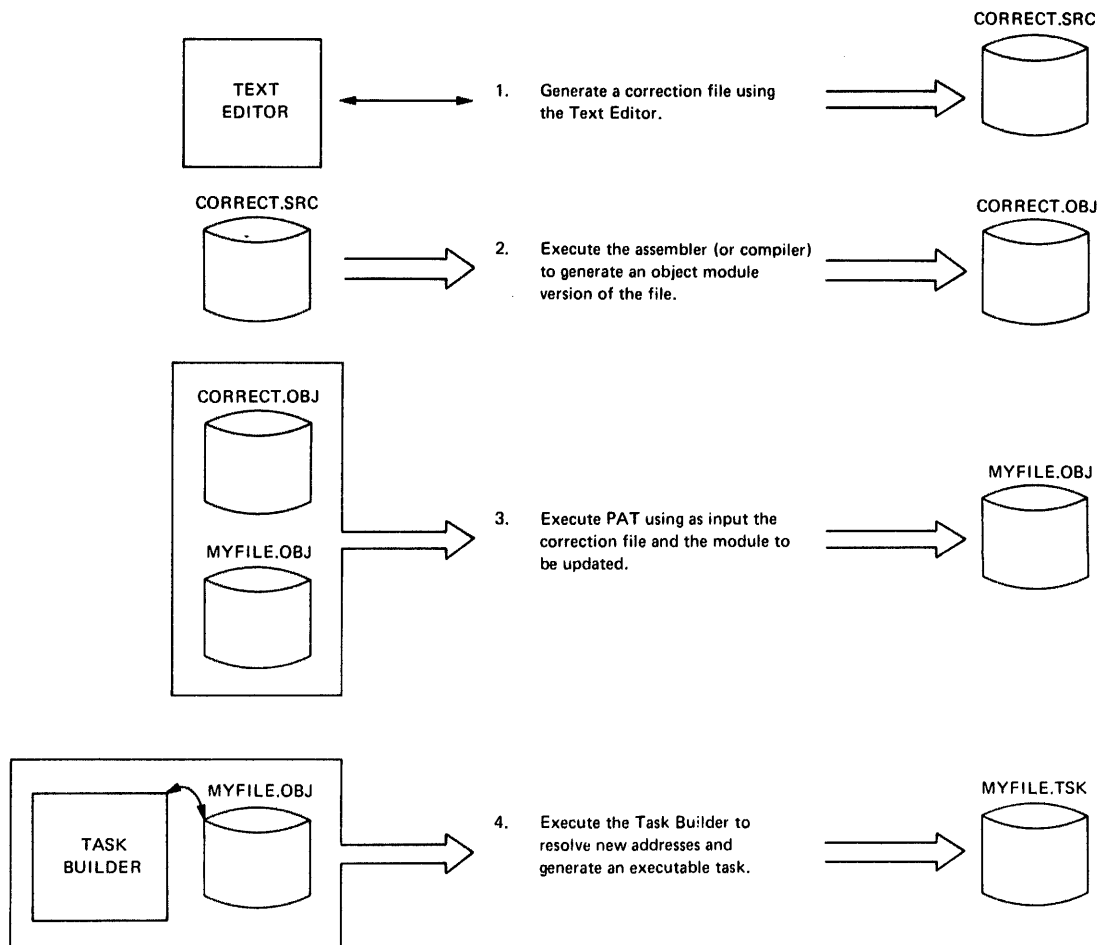 CORRECT.SRC
TEXT
EDITOR
1. Generate a correction file using
the Text Editor.
CORRECT.SRC
CORRECT.OBJ
2. Execute the assembler (or compiler)
to generate an object module
version of the file.
CORRECT.OBJ
MYFILE.OBJ
3. Execute PAT using as input the
correction file and the module to
be updated.
MYFILE.OBJ
TASK
BUILDER
MYFILE.OBJ
4. Execute the Task Builder to
resolve new addresses and
generate an executable task.
MYFILE.TSK